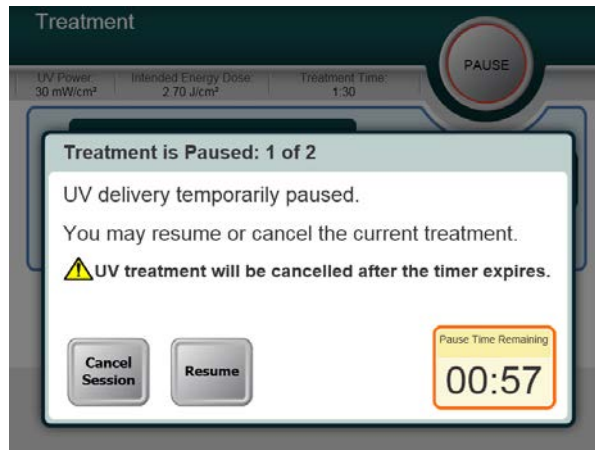 Treatment
PAUSE
UV Power: Intended Energy Dose: Treatment Time:
30 mW/cm² 2.70 J/cm² 1:30
Treatment is Paused: 1 of 2
UV delivery temporarily paused.
You may resume or cancel the current treatment.
UV treatment will be cancelled after the timer expires.
Pause Time Remaining
Cancel
Session
Resume
00:57